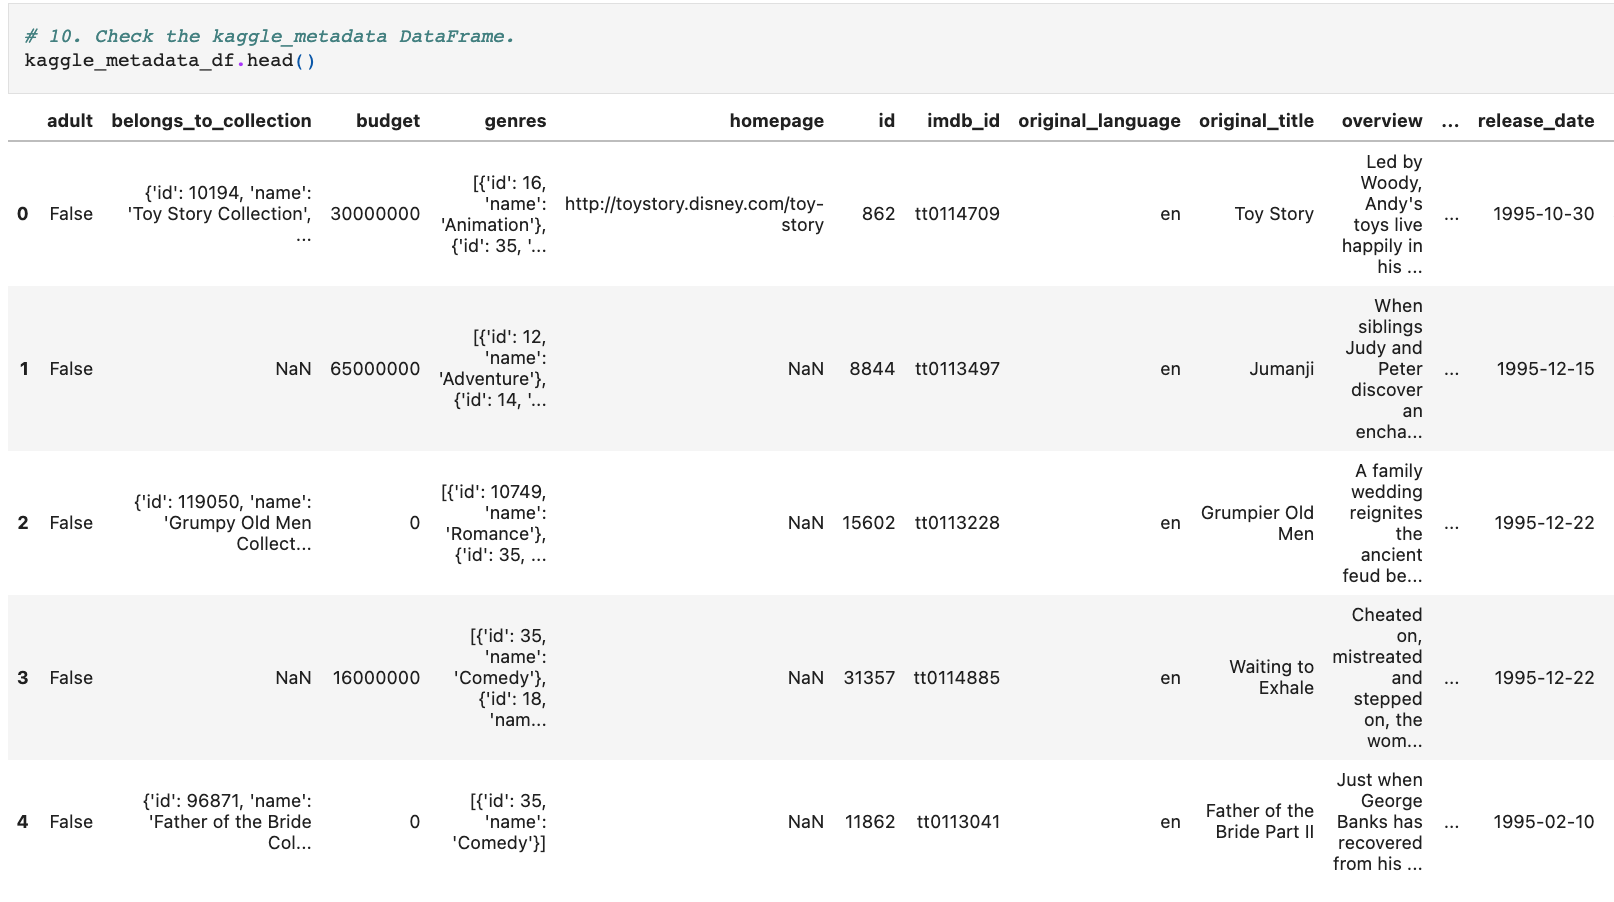 # 10. Check the kaggle_metadata DataFrame.
kaggle_metadata_df.head()
adult belongs_to_collection budget genres homepage id imdb_id original_language original_title overview ... release_date
0 False {'id': 10194, 'name': 'Toy Story Collection', ... 30000000 [{'id': 16, 'name': 'Animation'}, {'id': 35, '... http://toystory.disney.com/toy-story 862 tt0114709 en Toy Story Led by Woody, Andy's toys live happily in his ... ... 1995-10-30
1 False NaN 65000000 [{'id': 12, 'name': 'Adventure'}, {'id': 14, '... NaN 8844 tt0113497 en Jumanji When siblings Judy and Peter discover an encha... ... 1995-12-15
2 False {'id': 119050, 'name': 'Grumpy Old Men Collect... 0 [{'id': 10749, 'name': 'Romance'}, {'id': 35, ... NaN 15602 tt0113228 en Grumpier Old Men A family wedding reignites the ancient feud be... ... 1995-12-22
3 False NaN 16000000 [{'id': 35, 'name': 'Comedy'}, {'id': 18, 'nam... NaN 31357 tt0114885 en Waiting to Exhale Cheated on, mistreated and stepped on, the wom... ... 1995-12-22
4 False {'id': 96871, 'name': 'Father of the Bride Col... 0 [{'id': 35, 'name': 'Comedy'}] NaN 11862 tt0113041 en Father of the Bride Part II Just when George Banks has recovered from his ... ... 1995-02-10